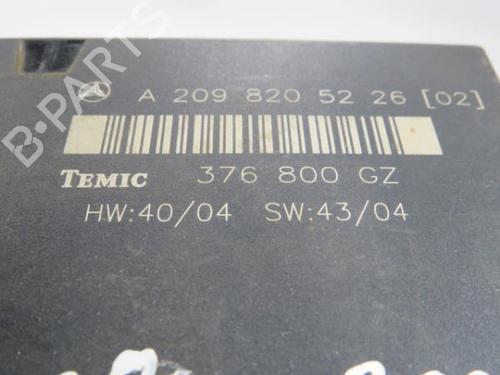 A 209 820 52 26 [02]
TEMIC 376 800 GZ
HW:40/04 SW:43/04
B-PARTS